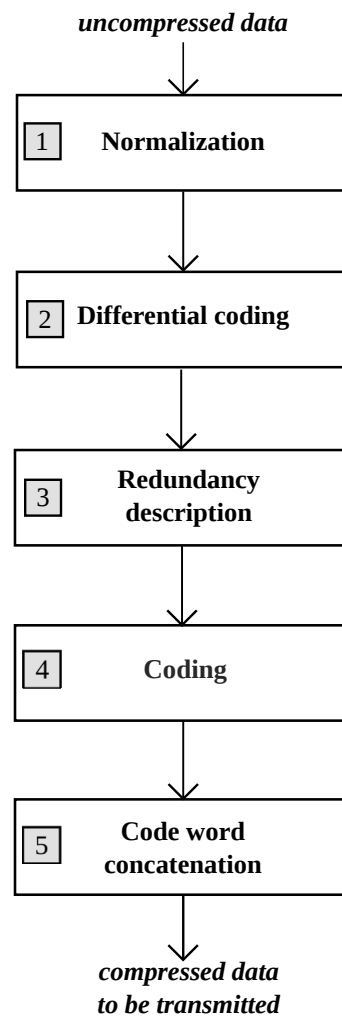 uncompressed data
1 Normalization
2 Differential coding
Redundancy
3
description
4 Coding
Code word
5
concatenation
compressed data
to be transmitted